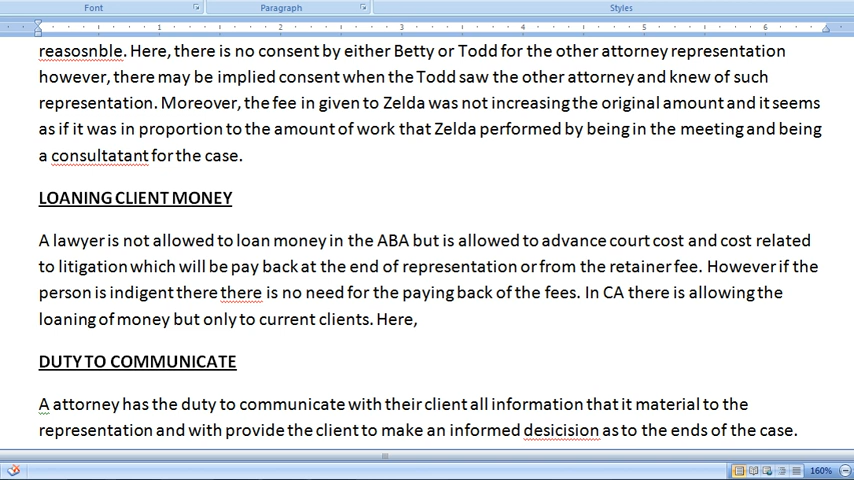 Font Paragraph Styles
1 2 3 4 5 6
reasosnble. Here, there is no consent by either Betty or Todd for the other attorney representation
however, there may be implied consent when the Todd saw the other attorney and knew of such
representation. Moreover, the fee in given to Zelda was not increasing the original amount and it seems
as if it was in proportion to the amount of work that Zelda performed by being in the meeting and being
a consultatant for the case.
LOANING CLIENT MONEY
A lawyer is not allowed to loan money in the ABA but is allowed to advance court cost and cost related
to litigation which will be pay back at the end of representation or from the retainer fee. However if the
person is indigent there there is no need for the paying back of the fees. In CA there is allowing the
loaning of money but only to current clients. Here,
DUTY TO COMMUNICATE
A attorney has the duty to communicate with their client all information that it material to the
representation and with provide the client to make an informed desicision as to the ends of the case.
160%